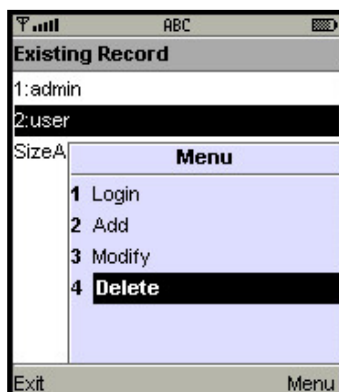 ABC
Existing Record
1:admin
2:user
SizeA
Menu
1 Login
2 Add
3 Modify
4 Delete
Exit Menu